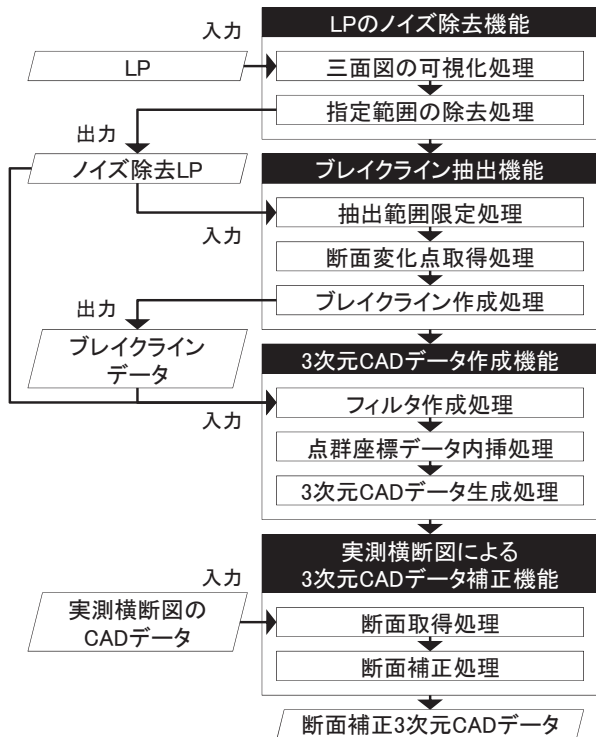 入力
LPのノイズ除去機能
LP
三面図の可視化処理
指定範囲の除去処理
出力
ノイズ除去LP
ブレイクライン抽出機能
入力
抽出範囲限定処理
断面変化点取得処理
出力
ブレイクライン作成処理
ブレイクライン
データ
3次元CADデータ作成機能
入力
フィルタ作成処理
点群座標データ内挿処理
3次元CADデータ生成処理
実測横断図による
3次元CADデータ補正機能
入力
実測横断図の
CADデータ
断面取得処理
断面補正処理
断面補正3次元CADデータ